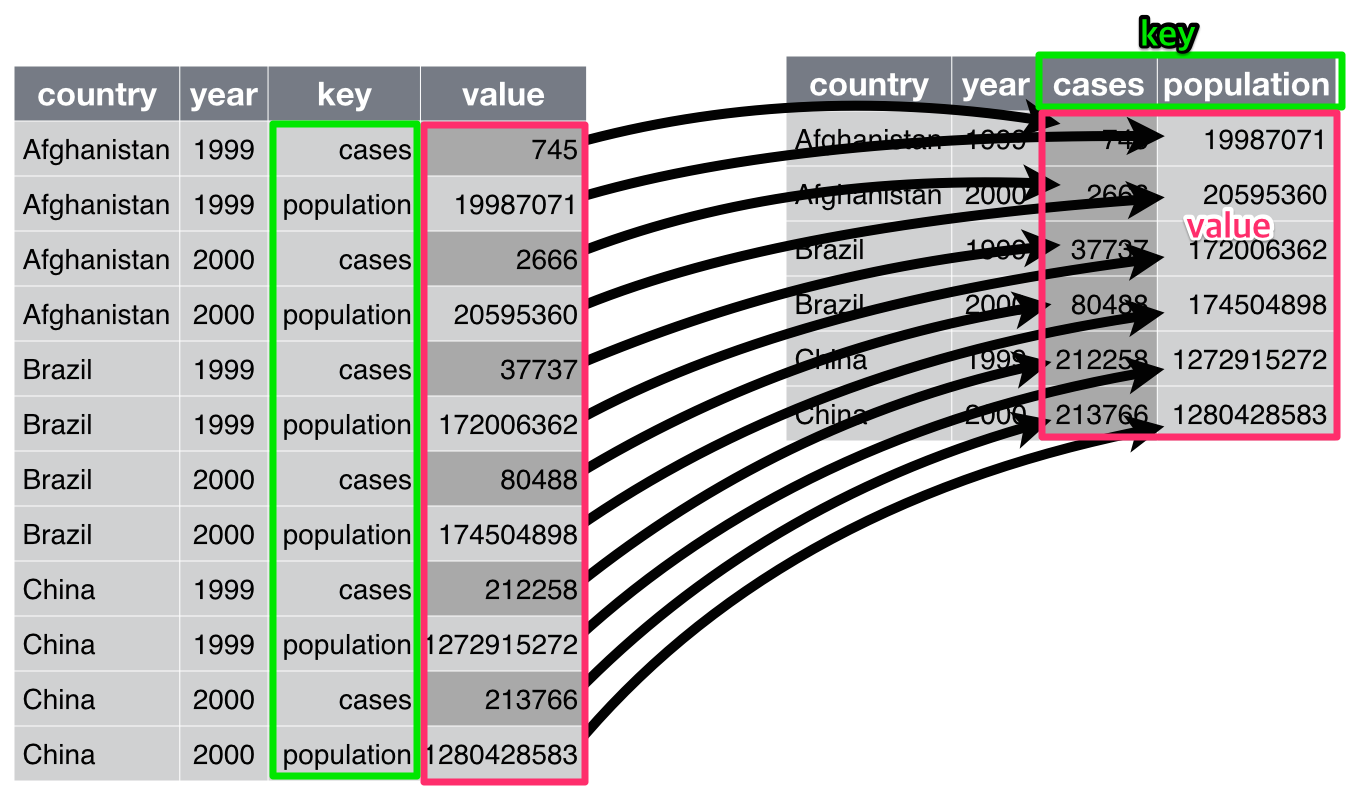 country year key value
Afghanistan 1999 cases 745
Afghanistan 1999 population 19987071
Afghanistan 2000 cases 2666
Afghanistan 2000 population 20595360
Brazil 1999 cases 37737
Brazil 1999 population 172006362
Brazil 2000 cases 80488
Brazil 2000 population 174504898
China 1999 cases 212258
China 1999 population 1272915272
China 2000 cases 213766
China 2000 population 1280428583
key
country year cases population
Afghanistan 1999 745 19987071
Afghanistan 2000 2666 20595360
value
Brazil 1999 37737 172006362
Brazil 2000 80488 174504898
China 1999 212258 1272915272
China 2000 213766 1280428583